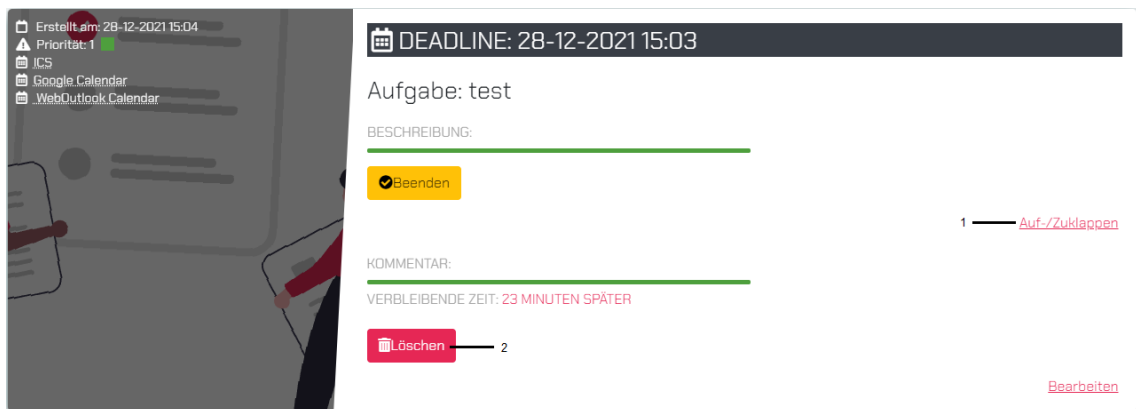 Erstellt am: 28-12-2021 15:04
Priorität: 1
ICS
Google Calendar
WebOutlook Calendar
DEADLINE: 28-12-2021 15:03
Aufgabe: test
BESCHREIBUNG:
Beenden
1 Auf-/Zuklappen
KOMMENTAR:
VERBLEIBENDE ZEIT: 23 MINUTEN SPÄTER
Löschen 2
Bearbeiten